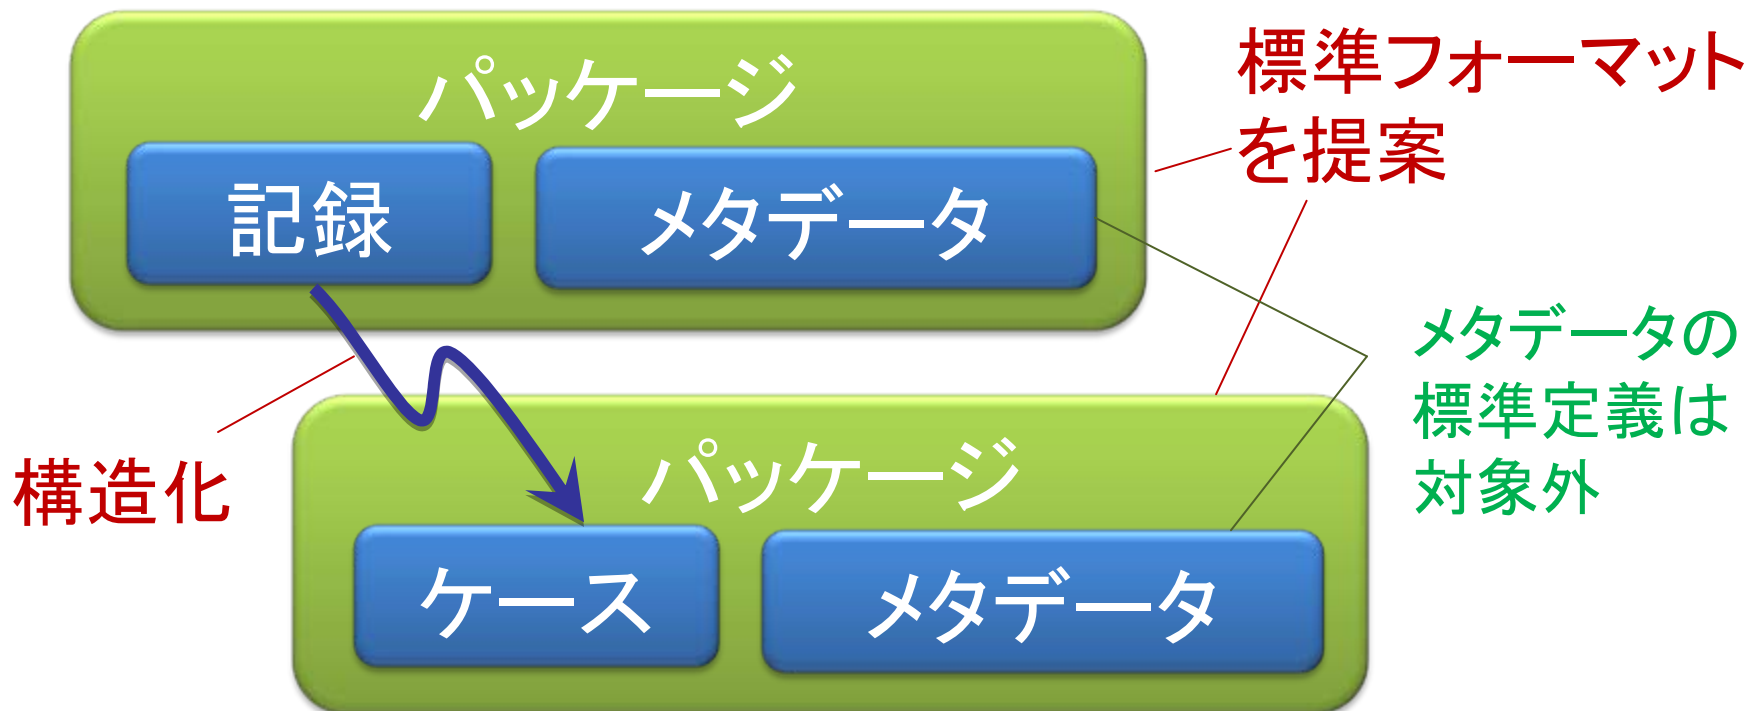 パッケージ
記録
メタデータ
標準フォーマット
を提案
メタデータの
標準定義は
対象外
構造化
パッケージ
ケース
メタデータ